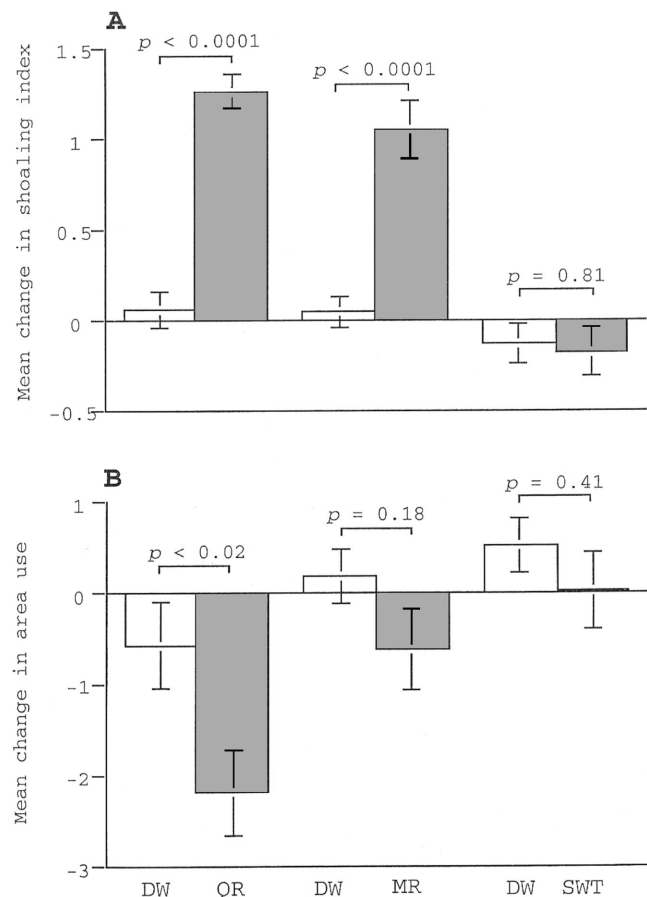 A
p < 0.0001
p < 0.0001
1.5
1
0.5
0
-0.5
p = 0.81
Mean change in shoaling index
B
p = 0.41
p = 0.18
p < 0.02
1
0
-1
-2
-3
Mean change in area use
DW QR DW MR DW SWT